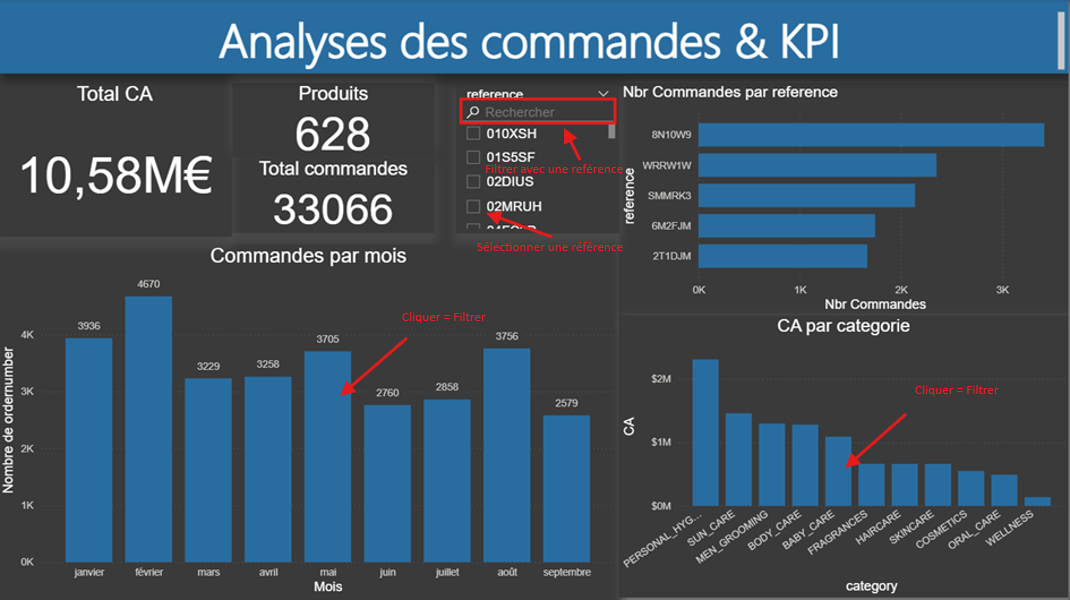 Analyses des commandes & KPI
Total CA
10,58M€
Produits
628
Total commandes
33066
reference
Rechercher
010XSH
01S5SF
Filtrer avec une reférence
02DIUS
02MRUH
Sélectionner une référence
Nbr Commandes par reference
reference
8N10W9
WRRW1W
SMMRK3
6M2FJM
2T1DJM
0K
1K
2K
3K
Nbr Commandes
Commandes par mois
Nombre de ordernumber
4K
3K
2K
1K
0K
3936
4670
3229
3258
3705
2760
2858
3756
2579
Cliquer = Filtrer
janvier
février
mars
avril
mai
juin
juillet
août
septembre
Mois
CA par categorie
CA
$2M
$1M
$0M
Cliquer = Filtrer
PERSONAL_HYG...
SUN_CARE
MEN_GROOMING
BODY_CARE
BABY_CARE
FRAGRANCES
HAIRCARE
SKINCARE
COSMETICS
ORAL_CARE
WELLNESS
category